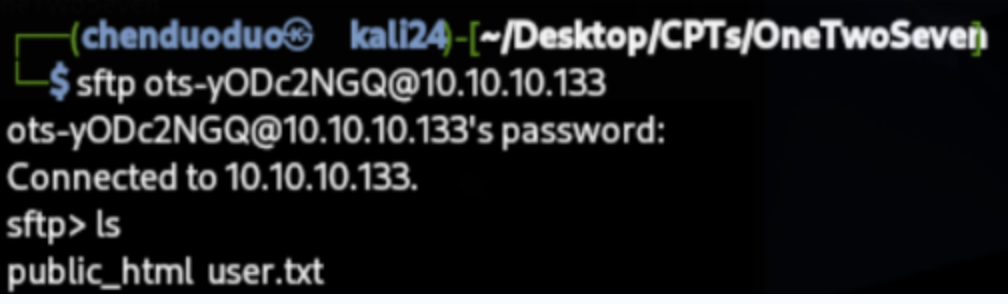 ┌──(chenduoduo㉿kali24)-[~/Desktop/CPTs/OneTwoSeven]
└─$ sftp ots-yODc2NGQ@10.10.10.133
ots-yODc2NGQ@10.10.10.133's password:
Connected to 10.10.10.133.
sftp> ls
public_html user.txt